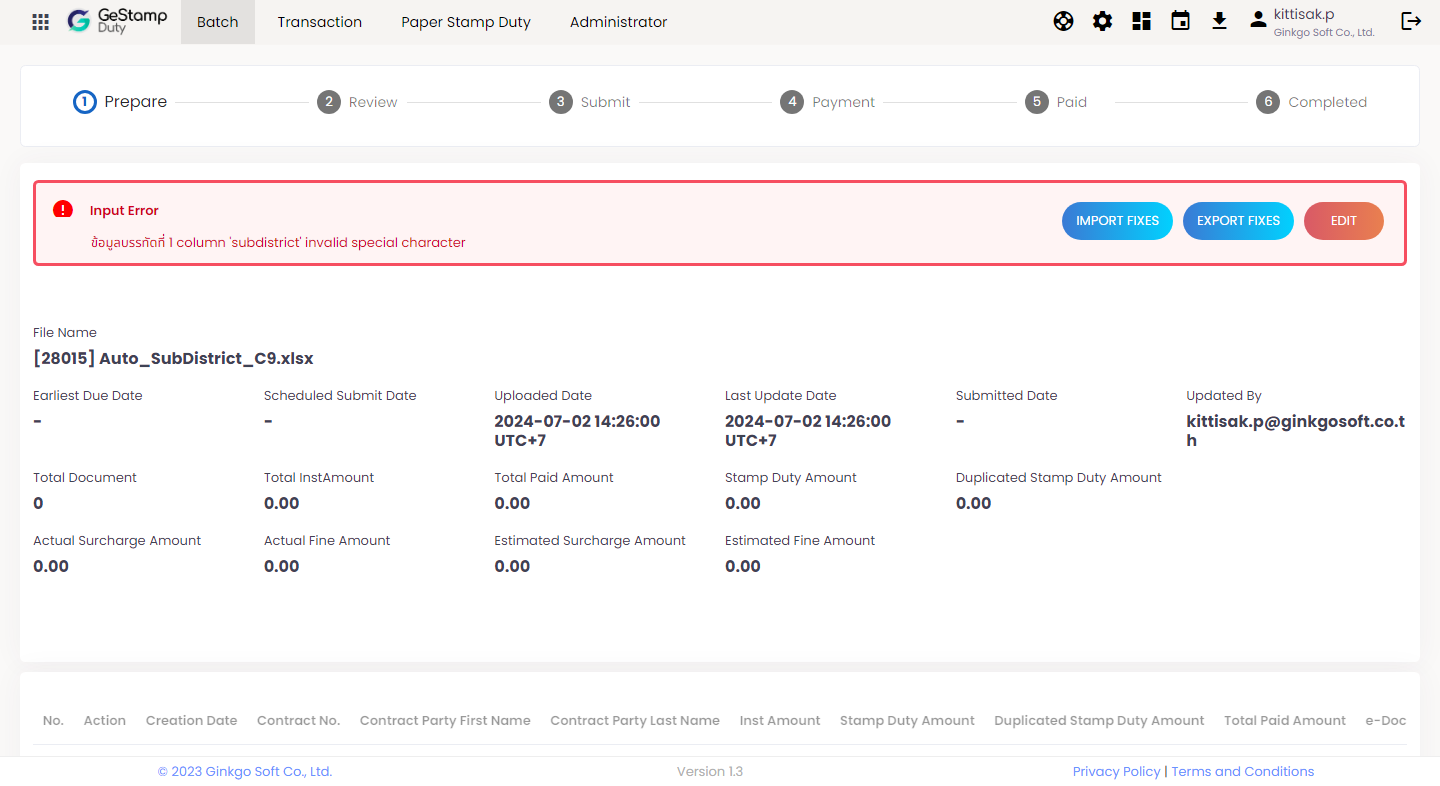 GeStamp
Duty
Batch
Transaction
Paper Stamp Duty
Administrator
kittisak.p
Ginkgo Soft Co., Ltd.
1 Prepare
2 Review
3 Submit
4 Payment
5 Paid
6 Completed
Input Error
ข้อมูลบรรทัดที่ 1 column 'subdistrict' invalid special character
IMPORT FIXES
EXPORT FIXES
EDIT
File Name
[28015] Auto_SubDistrict_C9.xlsx
Earliest Due Date
-
Scheduled Submit Date
-
Uploaded Date
2024-07-02 14:26:00
UTC+7
Last Update Date
2024-07-02 14:26:00
UTC+7
Submitted Date
-
Updated By
kittisak.p@ginkgosoft.co.t
h
Total Document
0
Total InstAmount
0.00
Total Paid Amount
0.00
Stamp Duty Amount
0.00
Duplicated Stamp Duty Amount
0.00
Actual Surcharge Amount
0.00
Actual Fine Amount
0.00
Estimated Surcharge Amount
0.00
Estimated Fine Amount
0.00
No. Action Creation Date Contract No. Contract Party First Name Contract Party Last Name Inst Amount Stamp Duty Amount Duplicated Stamp Duty Amount Total Paid Amount e-Doc
© 2023 Ginkgo Soft Co., Ltd.
Version 1.3
Privacy Policy | Terms and Conditions